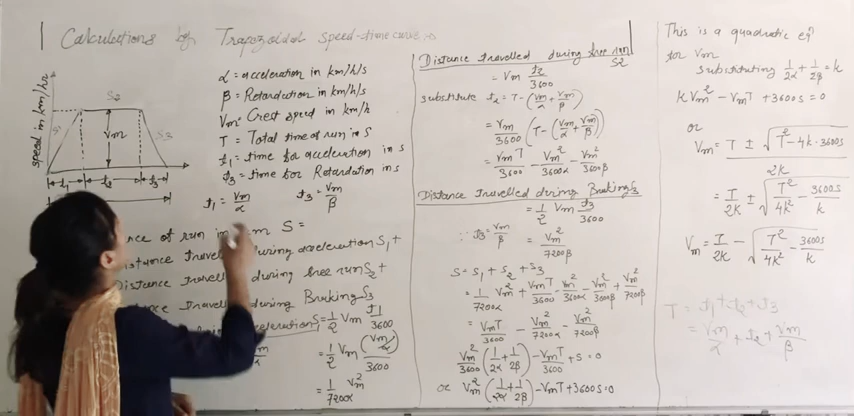 Calculations of Trapezoidal speed-time curve
speed in km/hr
S1
S2
S3
Vm
t1
t2
t3
α = acceleration in km/h/s
β = Retardation in km/h/s
Vm = Crest speed in km/h
T = Total time of run in S
t1 = time for acceleration in s
t3 = time for Retardation in s
t1 = Vm/α    t3 = Vm/β
of run in S =
during acceleration S1 +
Distance travelled during free run S2 +
travelled during Braking S3
acceleration S1 = 1/2 Vm t1/3600
= 1/2 Vm (Vm/α)/3600
= 1/7200α Vm²
Distance travelled during free run S2
= Vm t2/3600
substitute t2 = T - (Vm/α + Vm/β)
= Vm/3600 (T - (Vm/α + Vm/β))
= VmT/3600 - Vm²/3600α - Vm²/3600β
Distance Travelled during Braking S3
= 1/2 Vm t3/3600
∵ t3 = Vm/β = Vm²/7200β
S = S1 + S2 + S3
= 1/7200α Vm² + VmT/3600 - Vm²/3600α - Vm²/3600β + Vm²/7200β
= VmT/3600 - Vm²/7200α - Vm²/7200β
Vm²/3600 (1/2α + 1/2β) - VmT/3600 + S = 0
or Vm² (1/2α + 1/2β) - VmT + 3600S = 0
This is a quadratic eqn
for Vm
substituting 1/2α + 1/2β = k
kVm² - VmT + 3600S = 0
or
Vm = T ± √(T² - 4k·3600S) / 2k
= T/2k ± √(T²/4k² - 3600S/k)
Vm = T/2k - √(T²/4k² - 3600S/k)
T = t1 + t2 + t3
= Vm/α + t2 + Vm/β